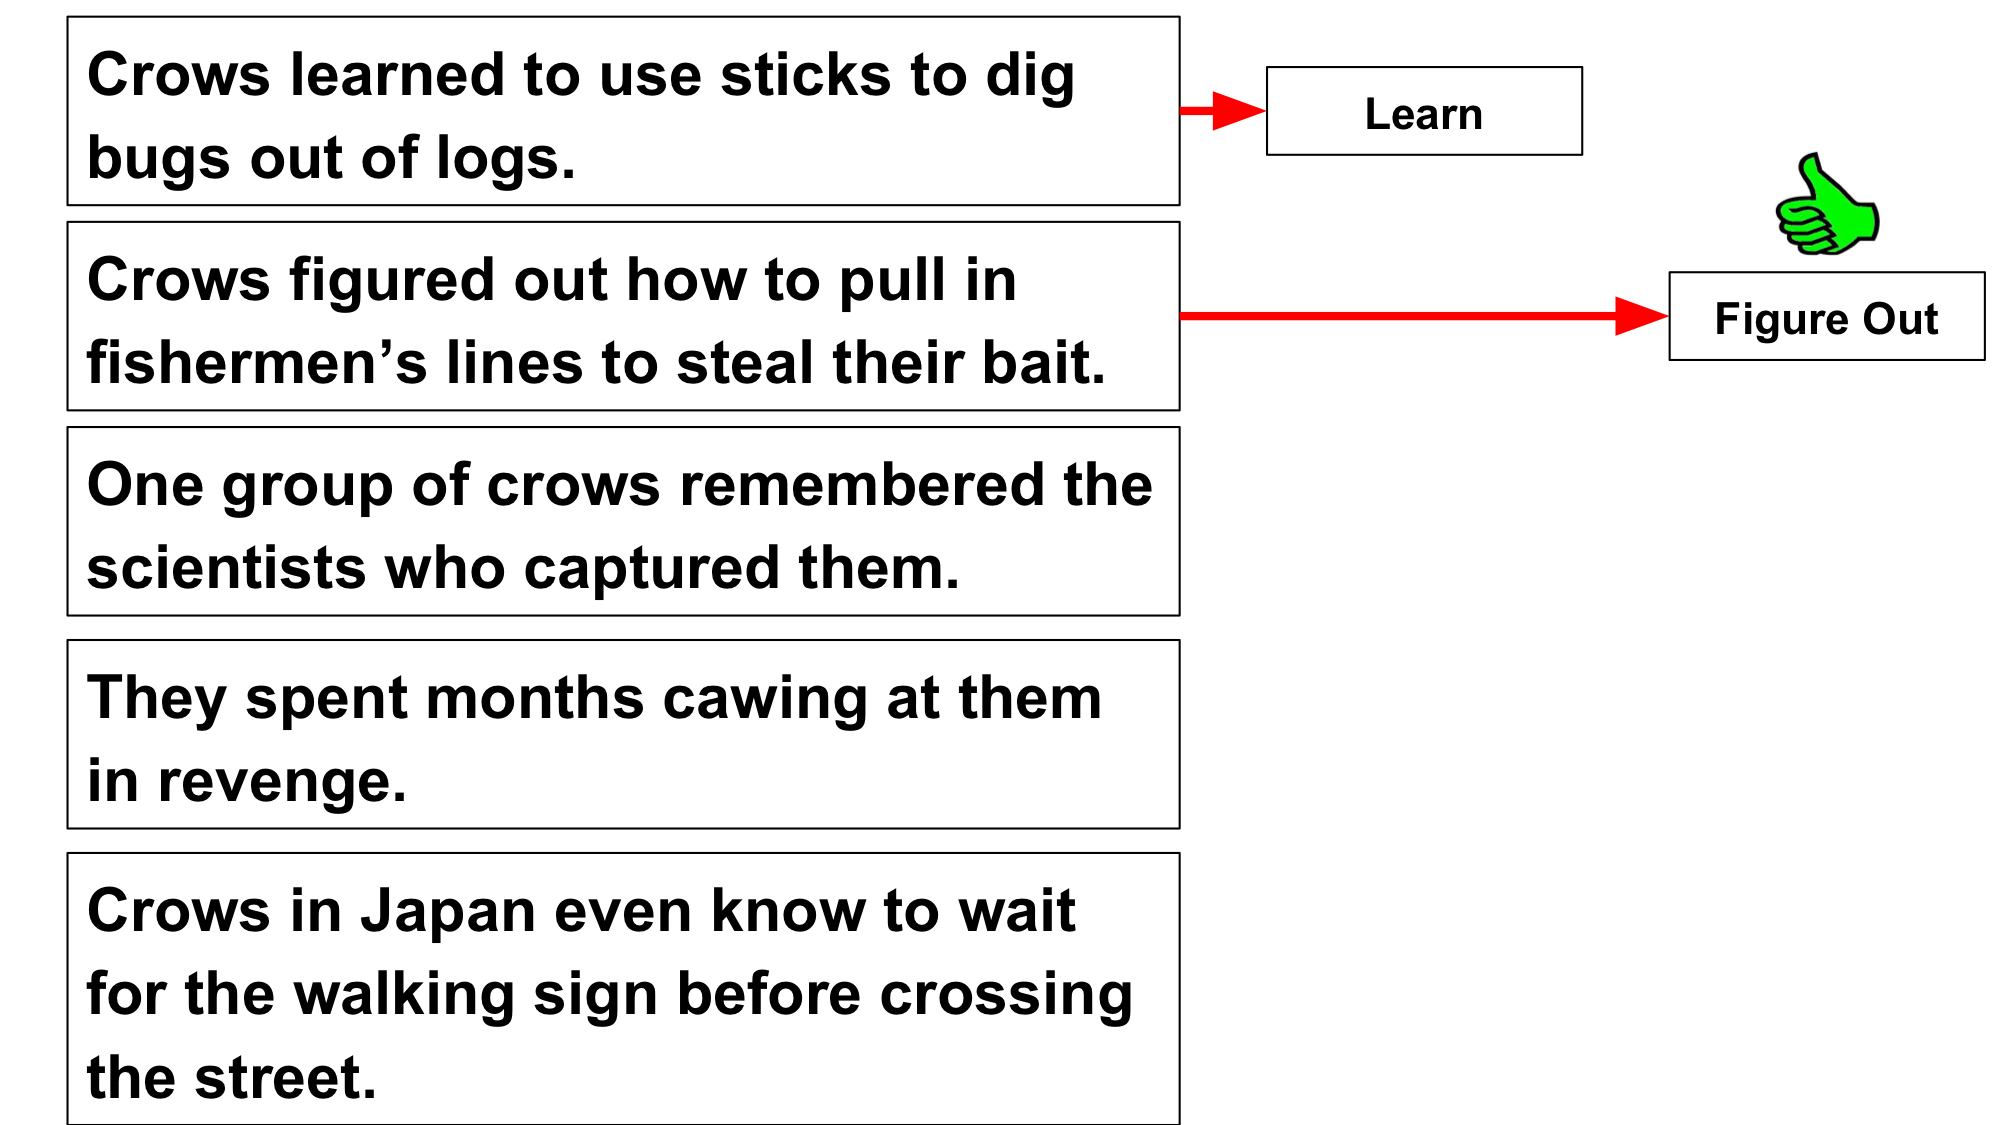 Crows learned to use sticks to dig
bugs out of logs.
Learn
Crows figured out how to pull in
fishermen’s lines to steal their bait.
Figure Out
One group of crows remembered the
scientists who captured them.
They spent months cawing at them
in revenge.
Crows in Japan even know to wait
for the walking sign before crossing
the street.